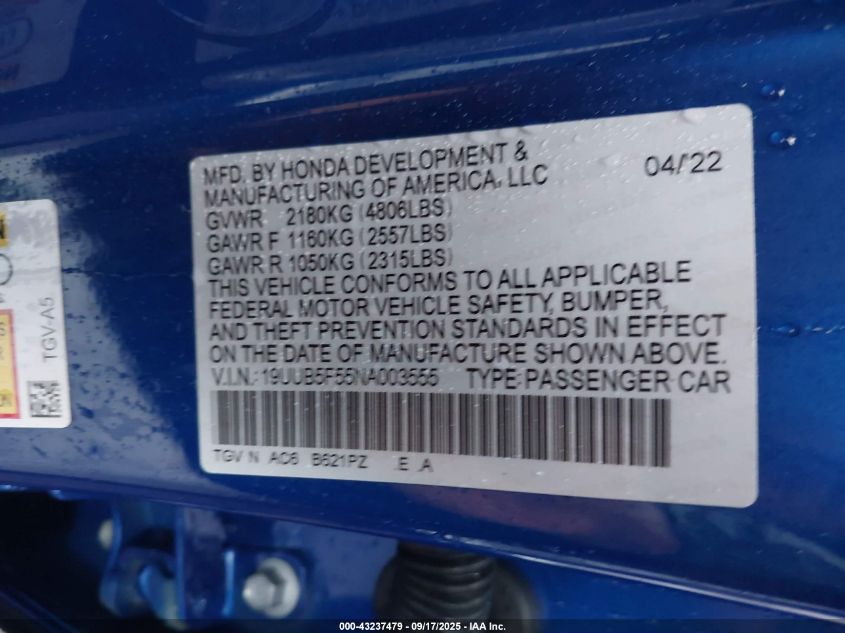 MFD. BY HONDA DEVELOPMENT &
MANUFACTURING OF AMERICA, LLC
04/22
GVWR 2180KG (4806LBS)
GAWR F 1160KG (2557LBS)
GAWR R 1050KG (2315LBS)
THIS VEHICLE CONFORMS TO ALL APPLICABLE
FEDERAL MOTOR VEHICLE SAFETY, BUMPER,
AND THEFT PREVENTION STANDARDS IN EFFECT
ON THE DATE OF MANUFACTURE SHOWN ABOVE.
V.I.N.: 19UUB5F55NA003555 TYPE: PASSENGER CAR
TGV N AC6 B621PZ E A
TGV-A5
000-43237479 - 09/17/2025 - IAA Inc.